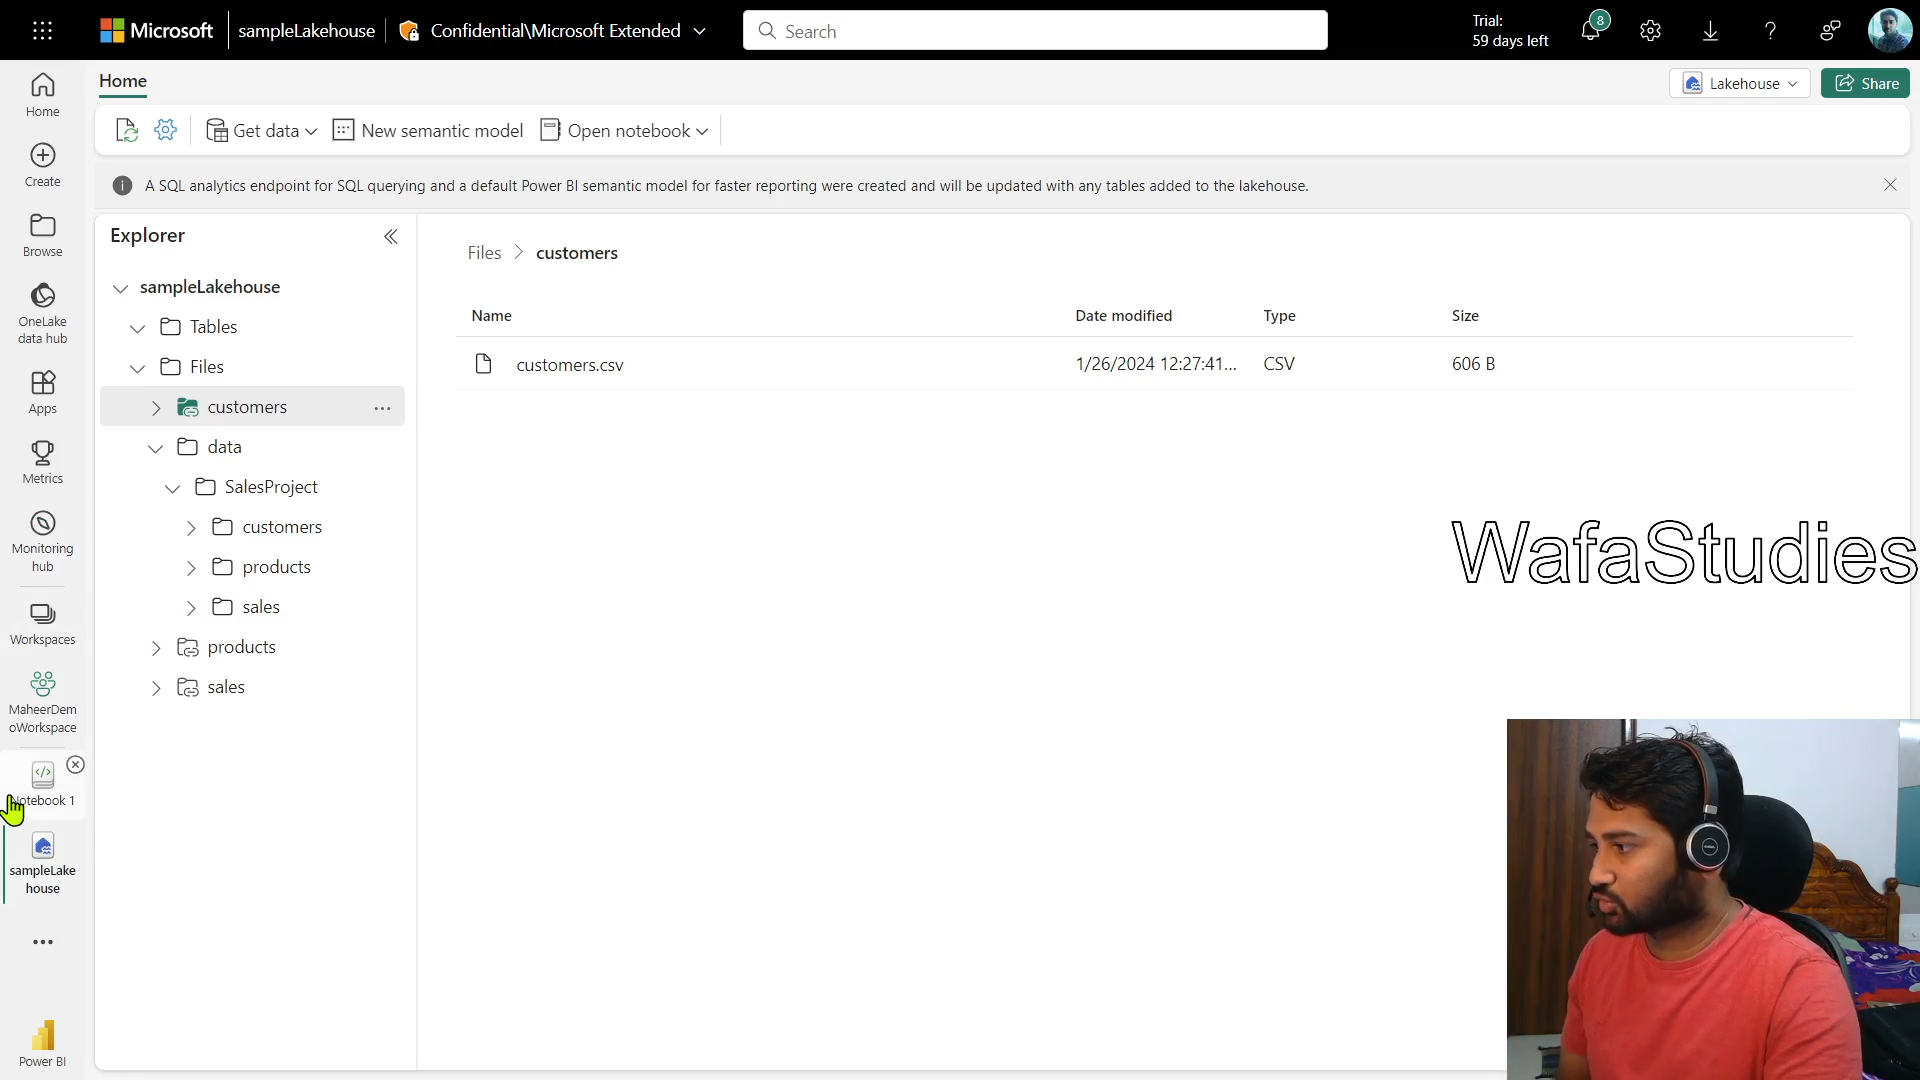 Microsoft
sampleLakehouse
Confidential\Microsoft Extended
Search
Trial:
59 days left
8
Home
Create
Browse
OneLake
data hub
Apps
Metrics
Monitoring
hub
Workspaces
MaheerDem
oWorkspace
Notebook 1
sampleLake
house
Power BI
Home
Lakehouse
Share
Get data
New semantic model
Open notebook
A SQL analytics endpoint for SQL querying and a default Power BI semantic model for faster reporting were created and will be updated with any tables added to the lakehouse.
Explorer
sampleLakehouse
Tables
Files
customers
data
SalesProject
customers
products
sales
products
sales
Files > customers
Name Date modified Type Size
customers.csv 1/26/2024 12:27:41... CSV 606 B
WafaStudies